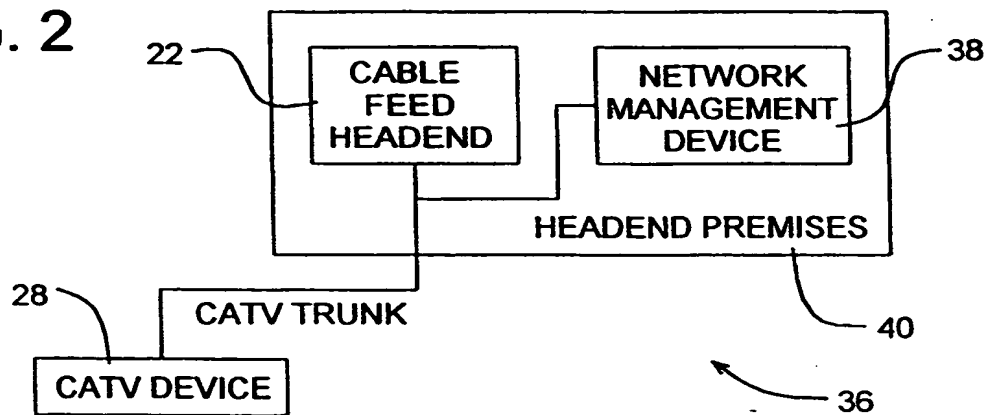 . 2
22
CABLE
FEED
HEADEND
NETWORK
MANAGEMENT
DEVICE
38
HEADEND PREMISES
28
CATV TRUNK
40
CATV DEVICE
36